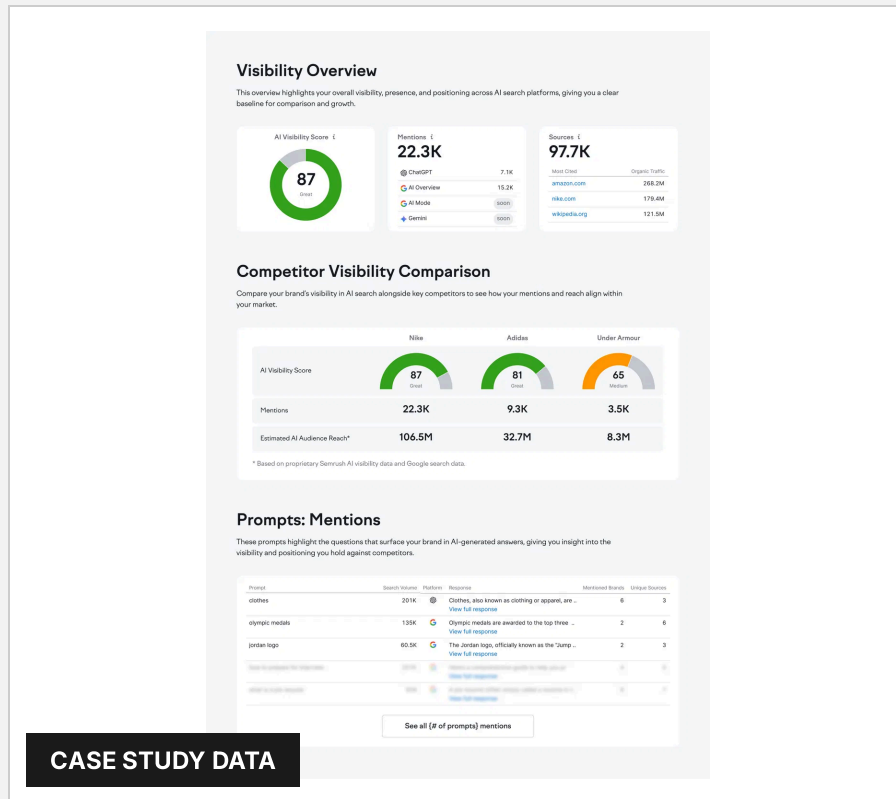 Visibility Overview
This overview highlights your overall visibility, presence, and positioning across AI search platforms, giving you a clear
baseline for comparison and growth.
AI Visibility Score i
87
Great
Mentions i
22.3K
ChatGPT 7.1K
AI Overview 15.2K
AI Mode soon
Gemini soon
Sources i
97.7K
Most Cited Organic Traffic
amazon.com 268.2M
nike.com 179.4M
wikipedia.org 121.5M
Competitor Visibility Comparison
Compare your brand's visibility in AI search alongside key competitors to see how your mentions and reach align within
your market.
Nike Adidas Under Armour
AI Visibility Score 87 81 65
Great Great Medium
Mentions 22.3K 9.3K 3.5K
Estimated AI Audience Reach* 106.5M 32.7M 8.3M
* Based on proprietary Semrush AI visibility data and Google search data.
Prompts: Mentions
These prompts highlight the questions that surface your brand in AI-generated answers, giving you insight into the
visibility and positioning you hold against competitors.
Prompt Search Volume Platform Response Mentioned Brands Unique Sources
clothes 201K Clothes, also known as clothing or apparel, are ... 6 3
View full response
olympic medals 135K Olympic medals are awarded to the top three ... 2 6
View full response
jordan logo 60.5K The Jordan logo, officially known as the "Jump ... 2 3
View full response
View full response
View full response
See all {# of prompts} mentions
CASE STUDY DATA